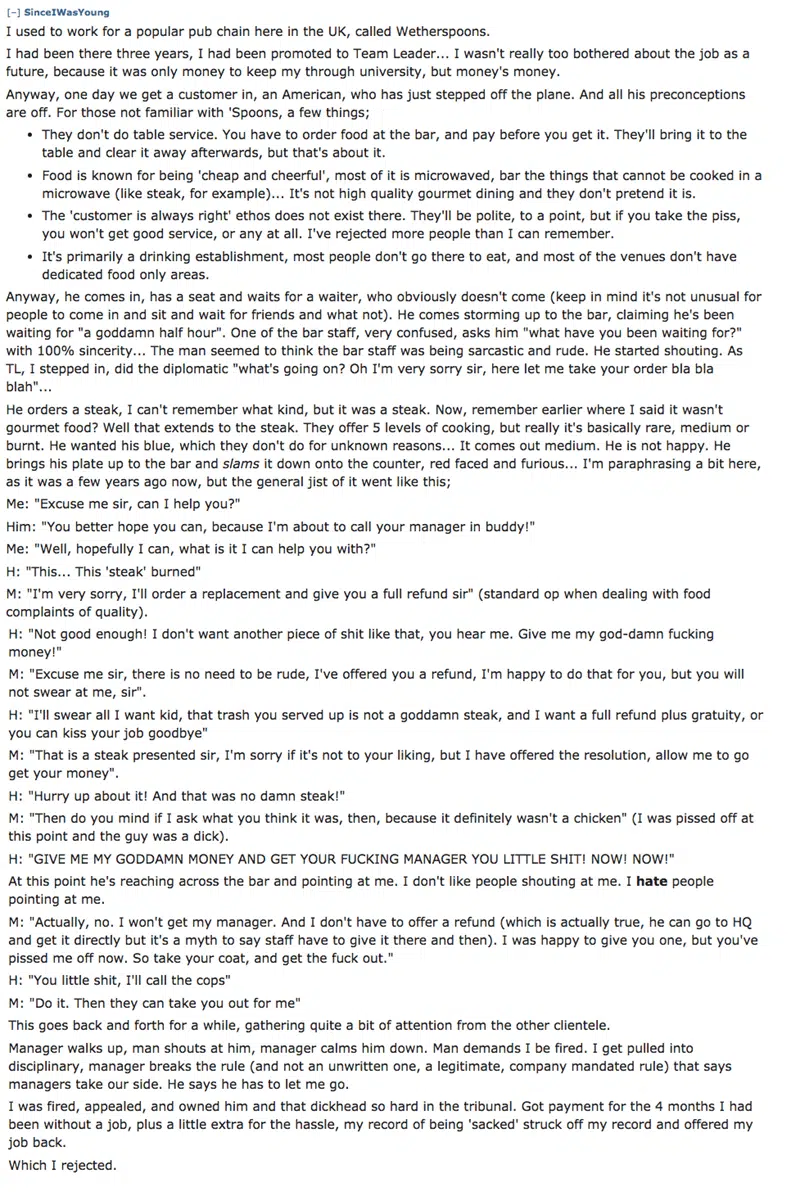 [–] SinceIWasYoung
I used to work for a popular pub chain here in the UK, called Wetherspoons.
I had been there three years, I had been promoted to Team Leader... I wasn't really too bothered about the job as a
future, because it was only money to keep my through university, but money's money.
Anyway, one day we get a customer in, an American, who has just stepped off the plane. And all his preconceptions
are off. For those not familiar with 'Spoons, a few things;
• They don't do table service. You have to order food at the bar, and pay before you get it. They'll bring it to the
table and clear it away afterwards, but that's about it.
• Food is known for being 'cheap and cheerful', most of it is microwaved, bar the things that cannot be cooked in a
microwave (like steak, for example)... It's not high quality gourmet dining and they don't pretend it is.
• The 'customer is always right' ethos does not exist there. They'll be polite, to a point, but if you take the piss,
you won't get good service, or any at all. I've rejected more people than I can remember.
• It's primarily a drinking establishment, most people don't go there to eat, and most of the venues don't have
dedicated food only areas.
Anyway, he comes in, has a seat and waits for a waiter, who obviously doesn't come (keep in mind it's not unusual for
people to come in and sit and wait for friends and what not). He comes storming up to the bar, claiming he's been
waiting for "a goddamn half hour". One of the bar staff, very confused, asks him "what have you been waiting for?"
with 100% sincerity... The man seemed to think the bar staff was being sarcastic and rude. He started shouting. As
TL, I stepped in, did the diplomatic "what's going on? Oh I'm very sorry sir, here let me take your order bla bla
blah"...
He orders a steak, I can't remember what kind, but it was a steak. Now, remember earlier where I said it wasn't
gourmet food? Well that extends to the steak. They offer 5 levels of cooking, but really it's basically rare, medium or
burnt. He wanted his blue, which they don't do for unknown reasons... It comes out medium. He is not happy. He
brings his plate up to the bar and slams it down onto the counter, red faced and furious... I'm paraphrasing a bit here,
as it was a few years ago now, but the general jist of it went like this;
Me: "Excuse me sir, can I help you?"
Him: "You better hope you can, because I'm about to call your manager in buddy!"
Me: "Well, hopefully I can, what is it I can help you with?"
H: "This... This 'steak' burned"
M: "I'm very sorry, I'll order a replacement and give you a full refund sir" (standard op when dealing with food
complaints of quality).
H: "Not good enough! I don't want another piece of shit like that, you hear me. Give me my god-damn fucking
money!"
M: "Excuse me sir, there is no need to be rude, I've offered you a refund, I'm happy to do that for you, but you will
not swear at me, sir".
H: "I'll swear all I want kid, that trash you served up is not a goddamn steak, and I want a full refund plus gratuity, or
you can kiss your job goodbye"
M: "That is a steak presented sir, I'm sorry if it's not to your liking, but I have offered the resolution, allow me to go
get your money".
H: "Hurry up about it! And that was no damn steak!"
M: "Then do you mind if I ask what you think it was, then, because it definitely wasn't a chicken" (I was pissed off at
this point and the guy was a dick).
H: "GIVE ME MY GODDAMN MONEY AND GET YOUR FUCKING MANAGER YOU LITTLE SHIT! NOW! NOW!"
At this point he's reaching across the bar and pointing at me. I don't like people shouting at me. I hate people
pointing at me.
M: "Actually, no. I won't get my manager. And I don't have to offer a refund (which is actually true, he can go to HQ
and get it directly but it's a myth to say staff have to give it there and then). I was happy to give you one, but you've
pissed me off now. So take your coat, and get the fuck out."
H: "You little shit, I'll call the cops"
M: "Do it. Then they can take you out for me"
This goes back and forth for a while, gathering quite a bit of attention from the other clientele.
Manager walks up, man shouts at him, manager calms him down. Man demands I be fired. I get pulled into
disciplinary, manager breaks the rule (and not an unwritten one, a legitimate, company mandated rule) that says
managers take our side. He says he has to let me go.
I was fired, appealed, and owned him and that dickhead so hard in the tribunal. Got payment for the 4 months I had
been without a job, plus a little extra for the hassle, my record of being 'sacked' struck off my record and offered my
job back.
Which I rejected.